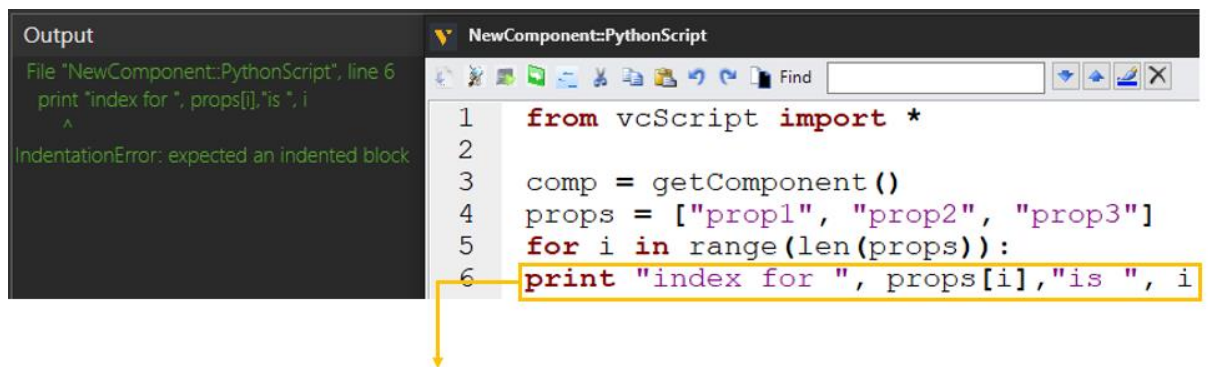 Output
File "NewComponent::PythonScript", line 6
print "index for ", props[i],"is ", i
^
IndentationError: expected an indented block
NewComponent::PythonScript
Find
1 from vcScript import *
2
3 comp = getComponent()
4 props = ["prop1", "prop2", "prop3"]
5 for i in range(len(props)):
6 print "index for ", props[i],"is ", i